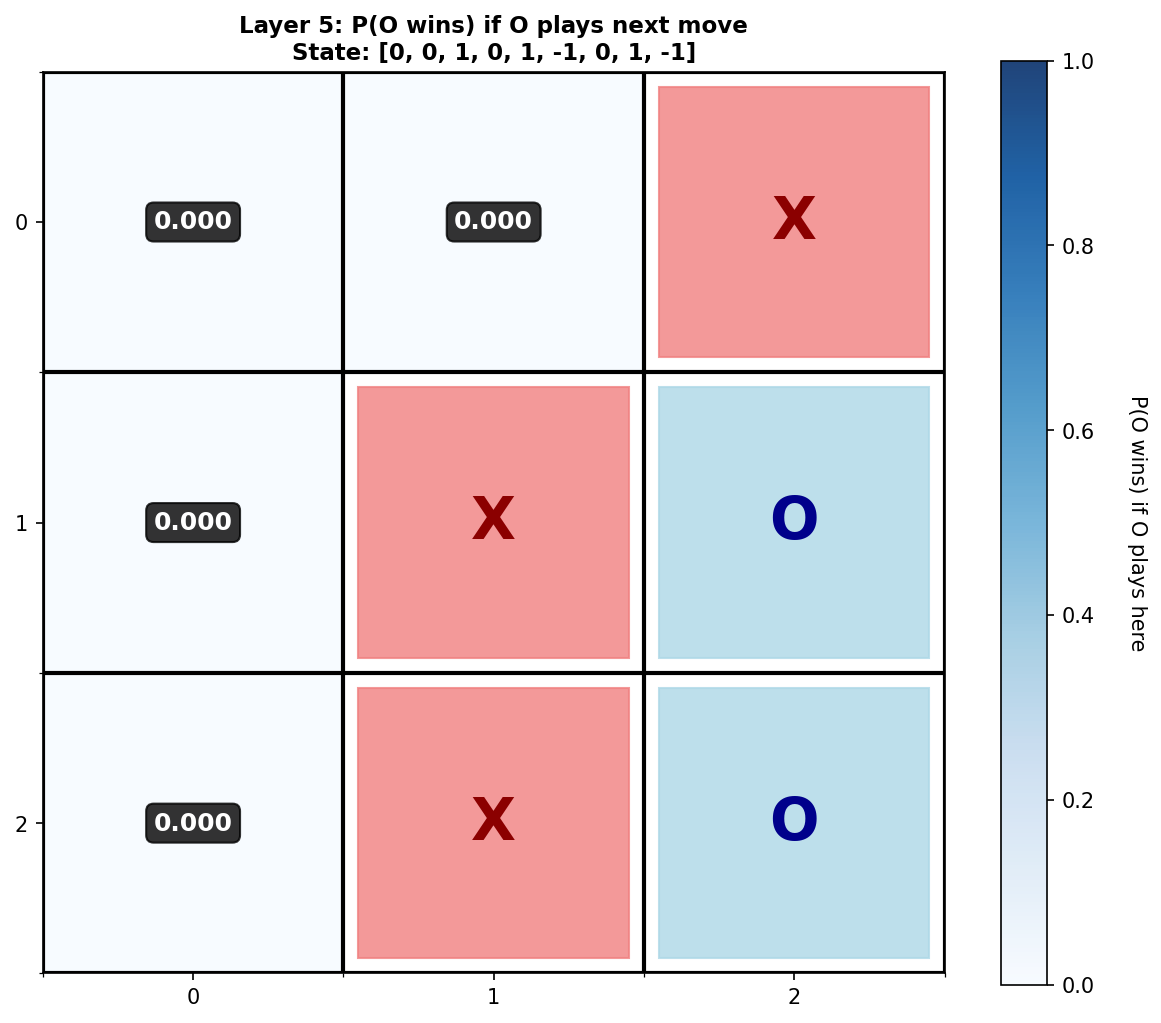 Layer 5: P(O wins) if O plays next move
State: [0, 0, 1, 0, 1, -1, 0, 1, -1]
0
0.000
0.000
X
1
0.000
X
O
2
0.000
X
O
0
1
2
1.0
0.8
0.6
0.4
0.2
0.0
P(O wins) if O plays here